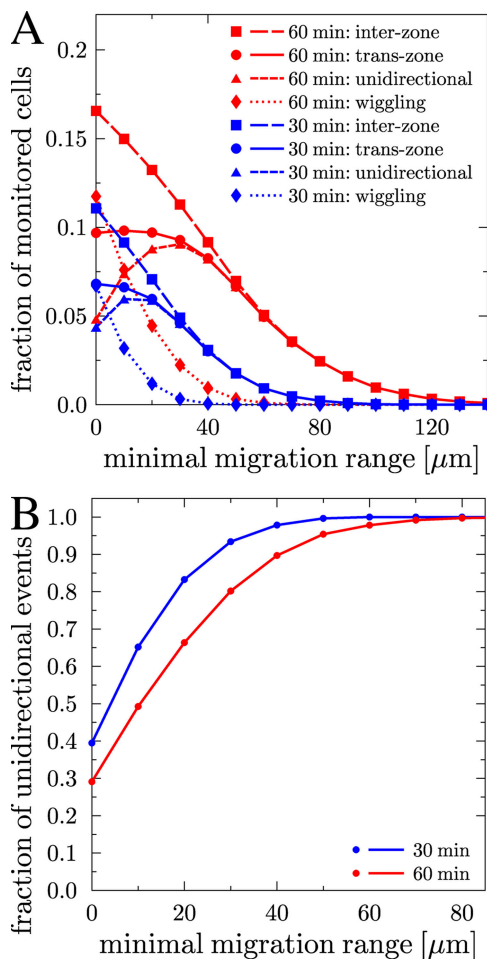 A
0.2
0.15
0.1
0.05
0.0
fraction of monitored cells
60 min: inter-zone
60 min: trans-zone
60 min: unidirectional
60 min: wiggling
30 min: inter-zone
30 min: trans-zone
30 min: unidirectional
30 min: wiggling
0 40 80 120
minimal migration range [μm]
B
1.0
0.9
0.8
0.7
0.6
0.5
0.4
0.3
0.2
0.1
0.0
fraction of unidirectional events
30 min
60 min
0 20 40 60 80
minimal migration range [μm]